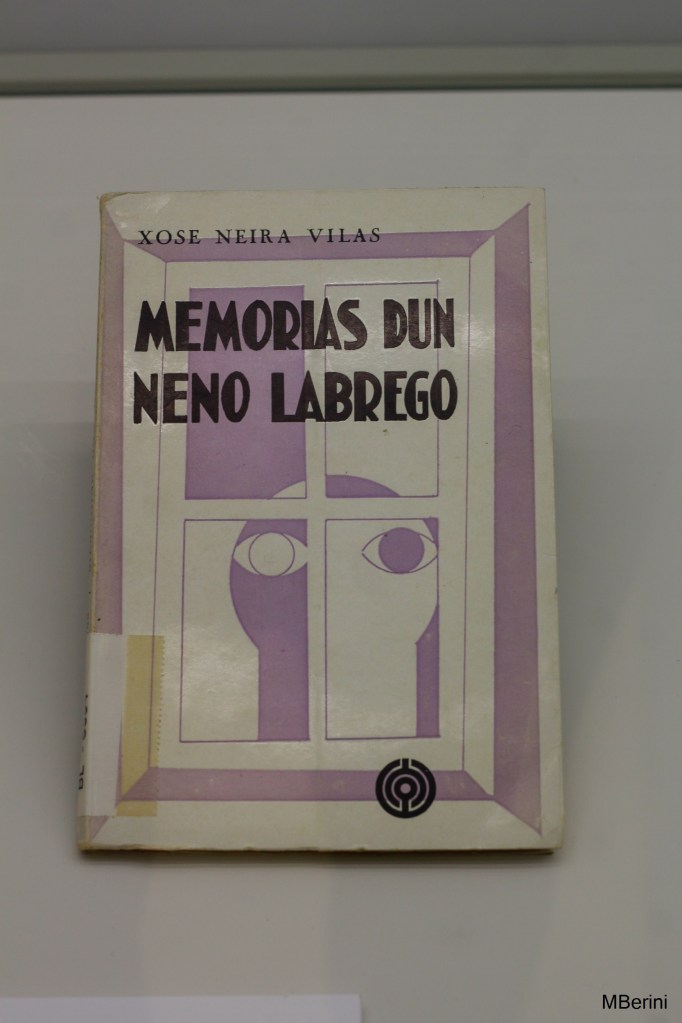 XOSE NEIRA VILAS
MEMORIAS DUN
NENO LABREGO
MBerini